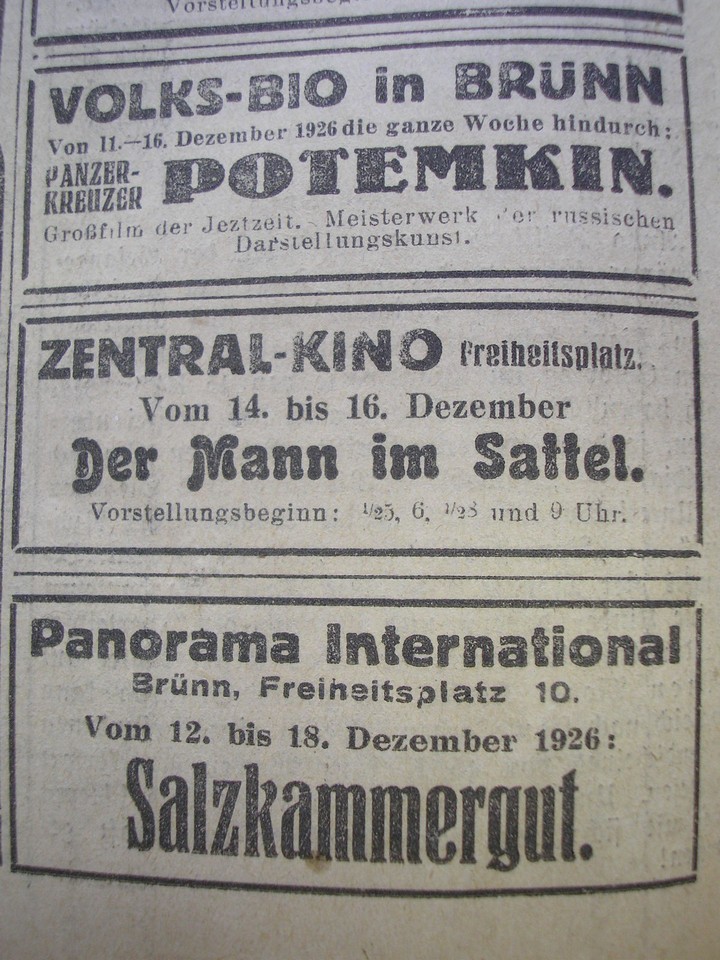 Vorstellungsbeg
VOLKS-BIO in BRÜNN
Von 11.—16. Dezember 1926 die ganze Woche hindurch:
PANZER-
KREUZER POTEMKIN.
Großfilm der Jeztzeit. Meisterwerk der russischen
Darstellungskunst.
ZENTRAL-KINO Freiheitsplatz.
Vom 14. bis 16. Dezember
Der Mann im Sattel.
Vorstellungsbeginn: ½5, 6, ½8 und 9 Uhr.
Panorama International
Brünn, Freiheitsplatz 10.
Vom 12. bis 18. Dezember 1926:
Salzkammergut.